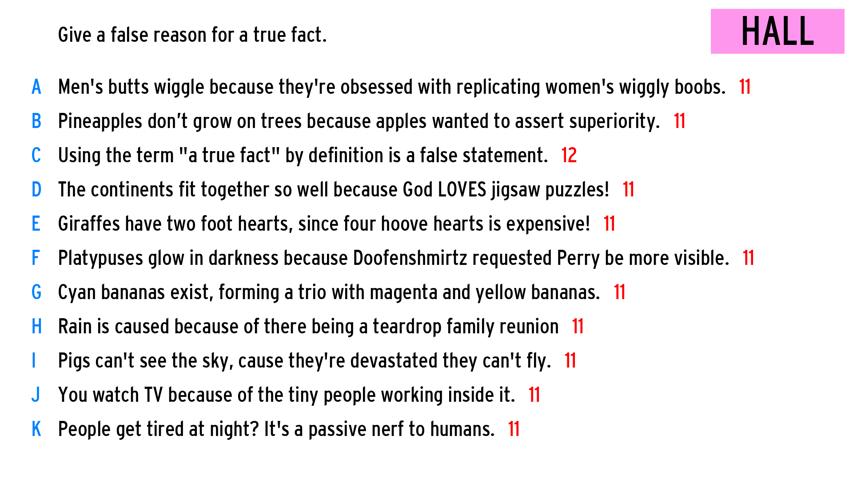 Give a false reason for a true fact.
HALL
A Men's butts wiggle because they're obsessed with replicating women's wiggly boobs. 11
B Pineapples don't grow on trees because apples wanted to assert superiority. 11
C Using the term "a true fact" by definition is a false statement. 12
D The continents fit together so well because God LOVES jigsaw puzzles! 11
E Giraffes have two foot hearts, since four hoove hearts is expensive! 11
F Platypuses glow in darkness because Doofenshmirtz requested Perry be more visible. 11
G Cyan bananas exist, forming a trio with magenta and yellow bananas. 11
H Rain is caused because of there being a teardrop family reunion 11
I Pigs can't see the sky, cause they're devastated they can't fly. 11
J You watch TV because of the tiny people working inside it. 11
K People get tired at night? It's a passive nerf to humans. 11